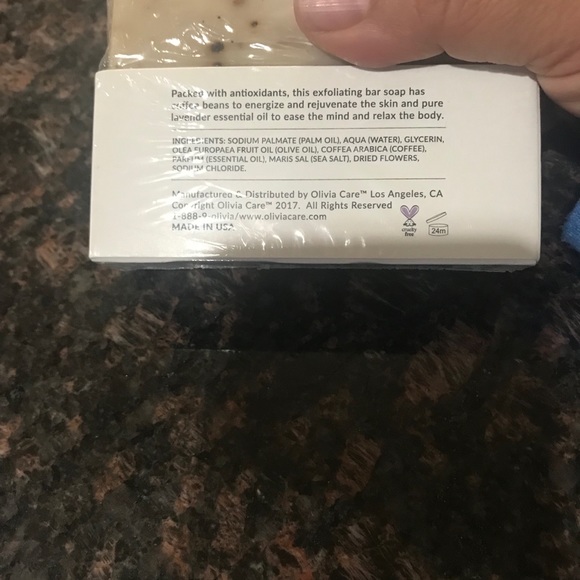 Packed with antioxidants, this exfoliating bar soap has
coffee beans to energize and rejuvenate the skin and pure
lavender essential oil to ease the mind and relax the body.
INGREDIENTS: SODIUM PALMATE (PALM OIL), AQUA (WATER), GLYCERIN,
OLEA EUROPAEA FRUIT OIL (OLIVE OIL), COFFEA ARABICA (COFFEE),
PARFUM (ESSENTIAL OIL), MARIS SAL (SEA SALT), DRIED FLOWERS,
SODIUM CHLORIDE.
Manufactured & Distributed by Olivia Care™ Los Angeles, CA
Copyright Olivia Care™ 2017. All Rights Reserved
1-888-9-olivia/www.oliviacare.com
MADE IN USA
cruelty
free
24m